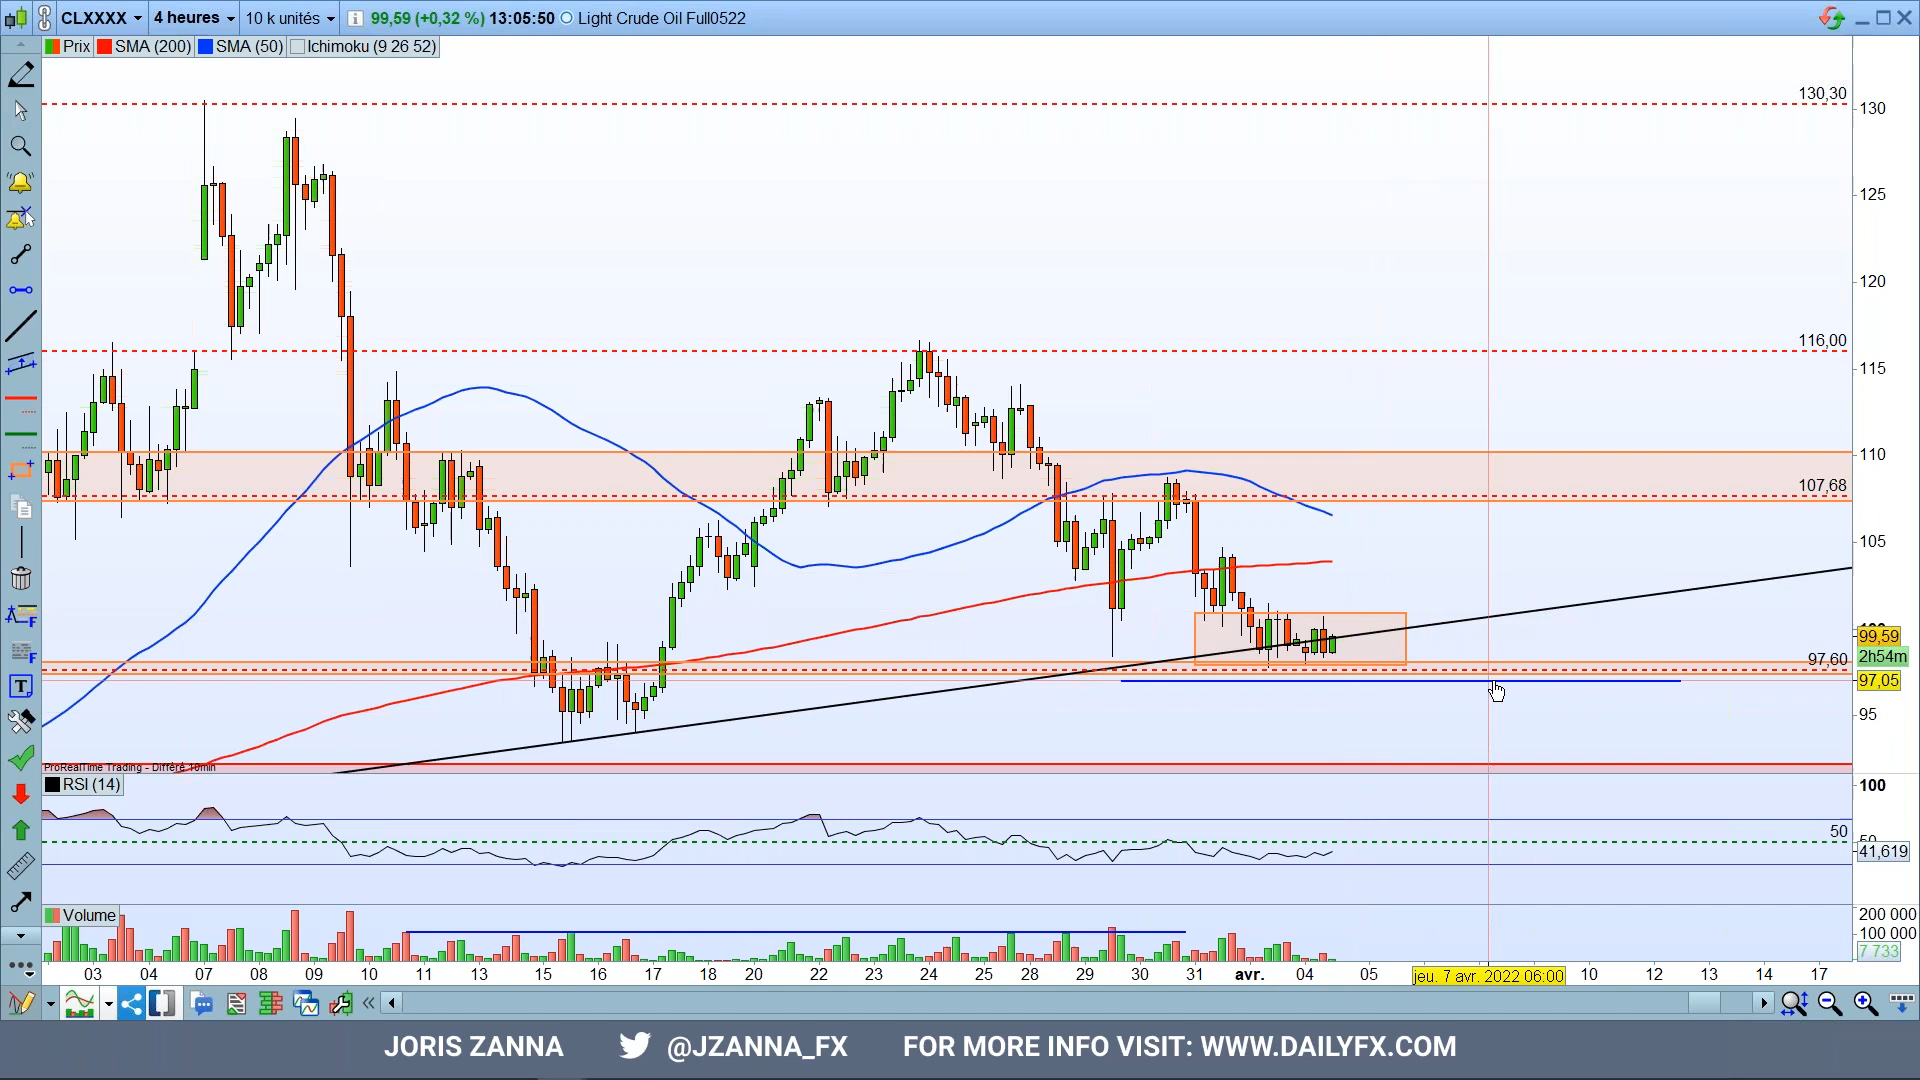 CLXXXX 4 heures 10 k unités 99,59 (+0,32 %) 13:05:50 Light Crude Oil Full0522
Prix SMA (200) SMA (50) Ichimoku (9 26 52)
130,30
130
125
120
116,00
115
110
107,68
105
99,59
2h54m
97,60
97,05
95
ProRealTime Trading - Différé 10min
RSI (14)
100
50
50
41,619
Volume
200 000
100 000
7 733
03 04 07 08 09 10 11 13 15 16 17 18 20 22 23 24 25 28 29 30 31 avr. 04 05 jeu. 7 avr. 2022 06:00 10 12 13 14 17
JORIS ZANNA @JZANNA_FX FOR MORE INFO VISIT: WWW.DAILYFX.COM